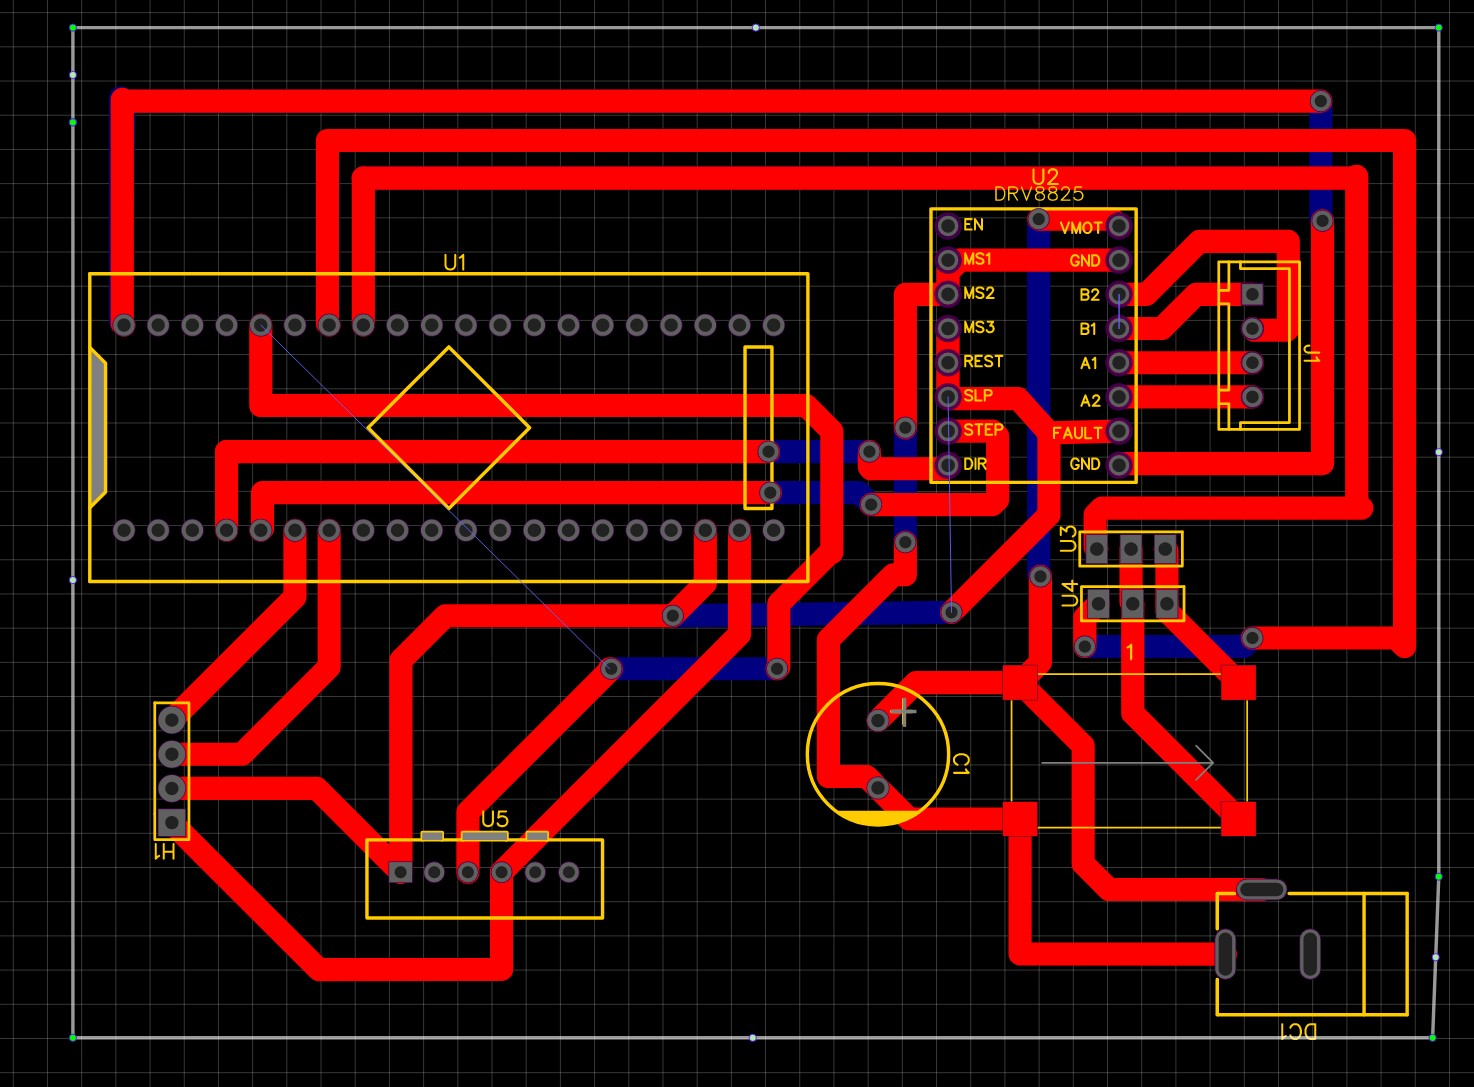 U2
DRV8825
EN
VMOT
MS1
GND
MS2
B2
MS3
B1
REST
A1
SLP
A2
STEP
FAULT
DIR
GND
U1
J1
U3
U4
1
+
C1
U5
H1
DC1